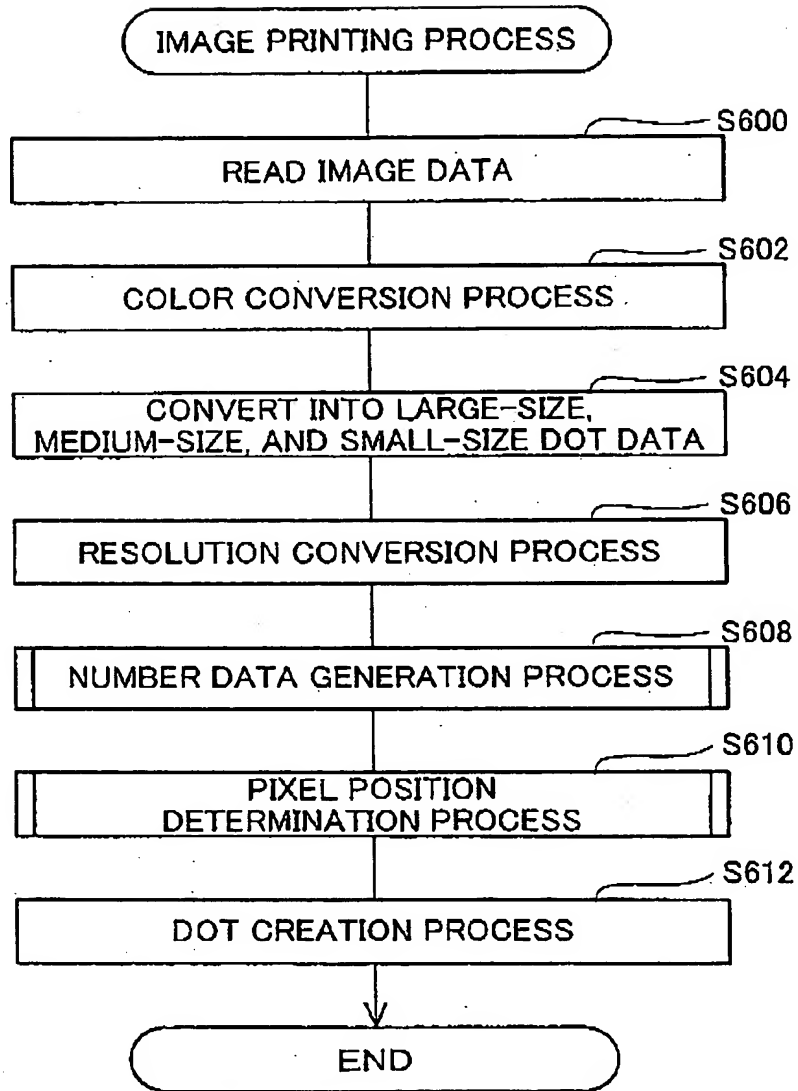 IMAGE PRINTING PROCESS
S600
READ IMAGE DATA
S602
COLOR CONVERSION PROCESS
S604
CONVERT INTO LARGE-SIZE,
MEDIUM-SIZE, AND SMALL-SIZE DOT DATA
S606
RESOLUTION CONVERSION PROCESS
S608
NUMBER DATA GENERATION PROCESS
S610
PIXEL POSITION
DETERMINATION PROCESS
S612
DOT CREATION PROCESS
END